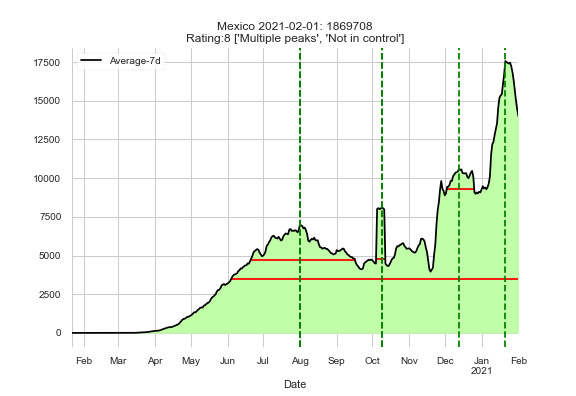 Mexico 2021-02-01: 1869708
Rating:8 ['Multiple peaks', 'Not in control']
Average-7d
17500
15000
12500
10000
7500
5000
2500
0
Feb Mar Apr May Jun Jul Aug Sep Oct Nov Dec Jan Feb
2021
Date